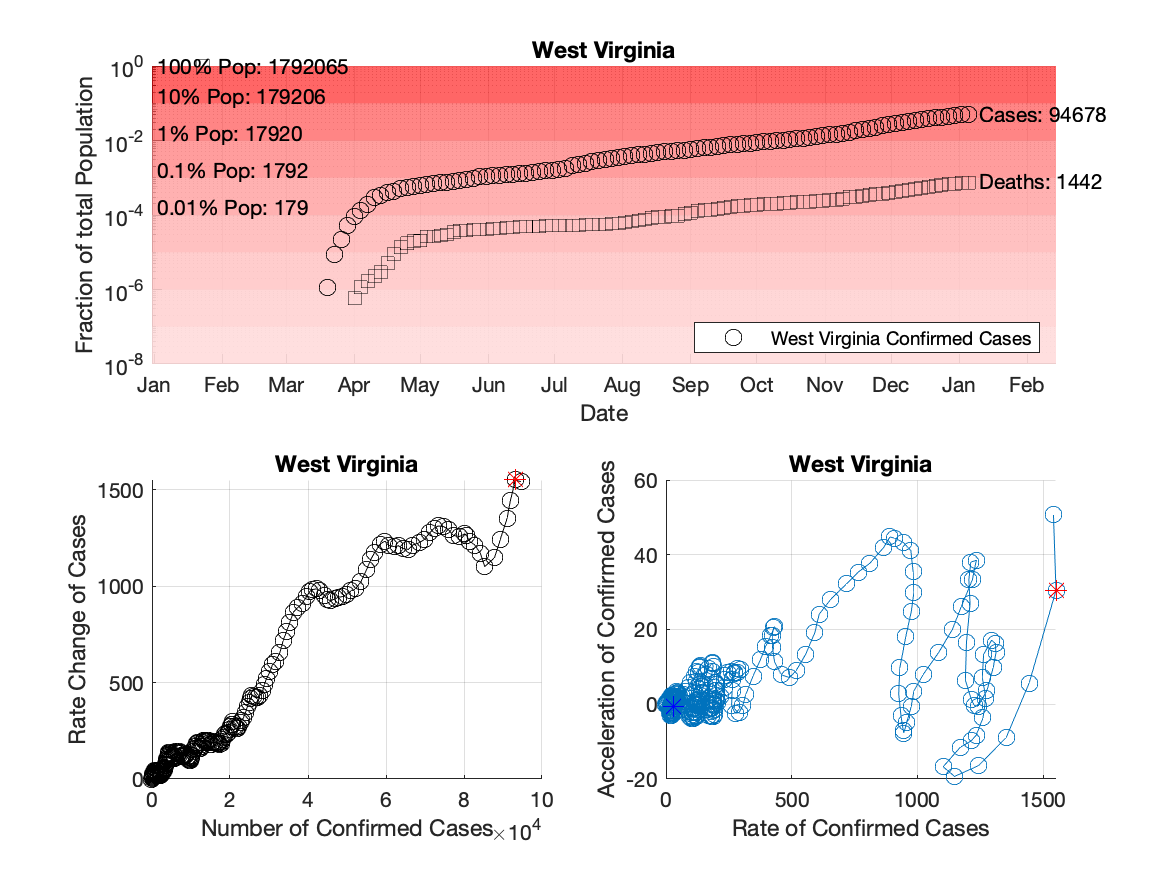 West Virginia
Fraction of total Population
10^0
10^-2
10^-4
10^-6
10^-8
100% Pop: 1792065
10% Pop: 179206
1% Pop: 17920
0.1% Pop: 1792
0.01% Pop: 179
Cases: 94678
Deaths: 1442
West Virginia Confirmed Cases
Jan Feb Mar Apr May Jun Jul Aug Sep Oct Nov Dec Jan Feb
Date
West Virginia
Rate Change of Cases
1500
1000
500
0
0 2 4 6 8 10
Number of Confirmed Cases ×10^4
West Virginia
Acceleration of Confirmed Cases
60
40
20
0
-20
0 500 1000 1500
Rate of Confirmed Cases